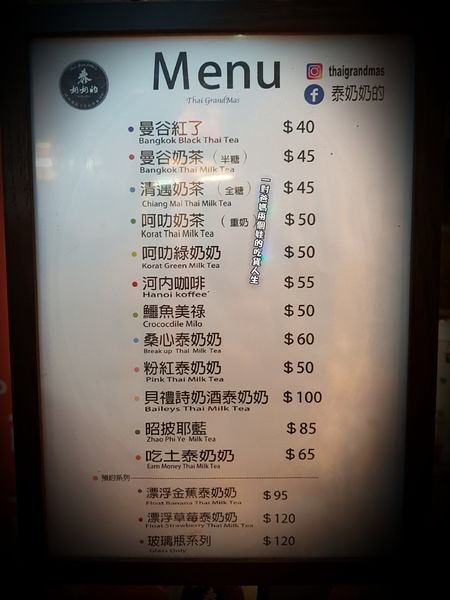 泰
奶奶的
Menu
Thai GrandMas
thaigrandmas
泰奶奶的
曼谷紅了 $40
Bangkok Black Thai Tea
曼谷奶茶 (半糖) $45
Bangkok Thai Milk Tea
清邁奶茶 (全糖) $45
Chiang Mai Thai Milk Tea
呵叻奶茶 (重奶) $50
Korat Thai Milk Tea
一對爸媽兩個娃的吃貨人生
呵叻綠奶奶 $50
Korat Green Milk Tea
河內咖啡 $55
Hanoi koffee'
鱷魚美祿 $50
Crococdile Milo
桑心泰奶奶 $60
Break up Thai Milk Tea
粉紅泰奶奶 $50
Pink Thai Milk Tea
貝禮詩奶酒泰奶奶 $100
Baileys Thai Milk Tea
昭披耶藍 $85
Zhao Phi Ye Milk Tea
吃土泰奶奶 $65
Earn Money Thai Milk Tea
預約系列
漂浮金蕉泰奶奶 $95
Float Banana Thai Milk Tea
漂浮草莓泰奶奶 $120
Float Strawberry Thai Milk Tea
玻璃瓶系列 $120
Glass Only